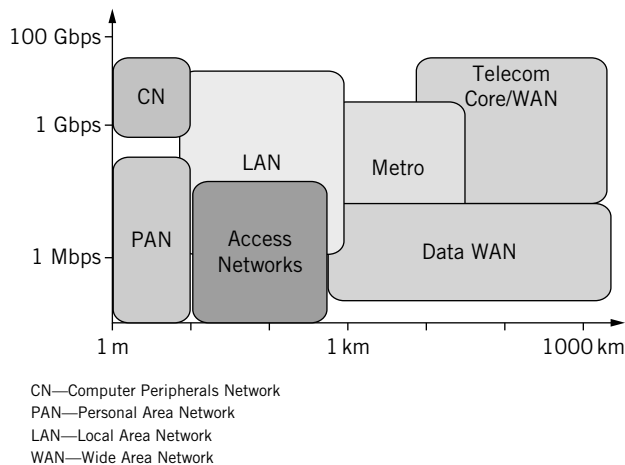 100 Gbps
Telecom
Core/WAN
CN
1 Gbps
LAN
Metro
PAN
Access
Networks
Data WAN
1 Mbps
1 m
1 km
1000 km
CN—Computer Peripherals Network
PAN—Personal Area Network
LAN—Local Area Network
WAN—Wide Area Network